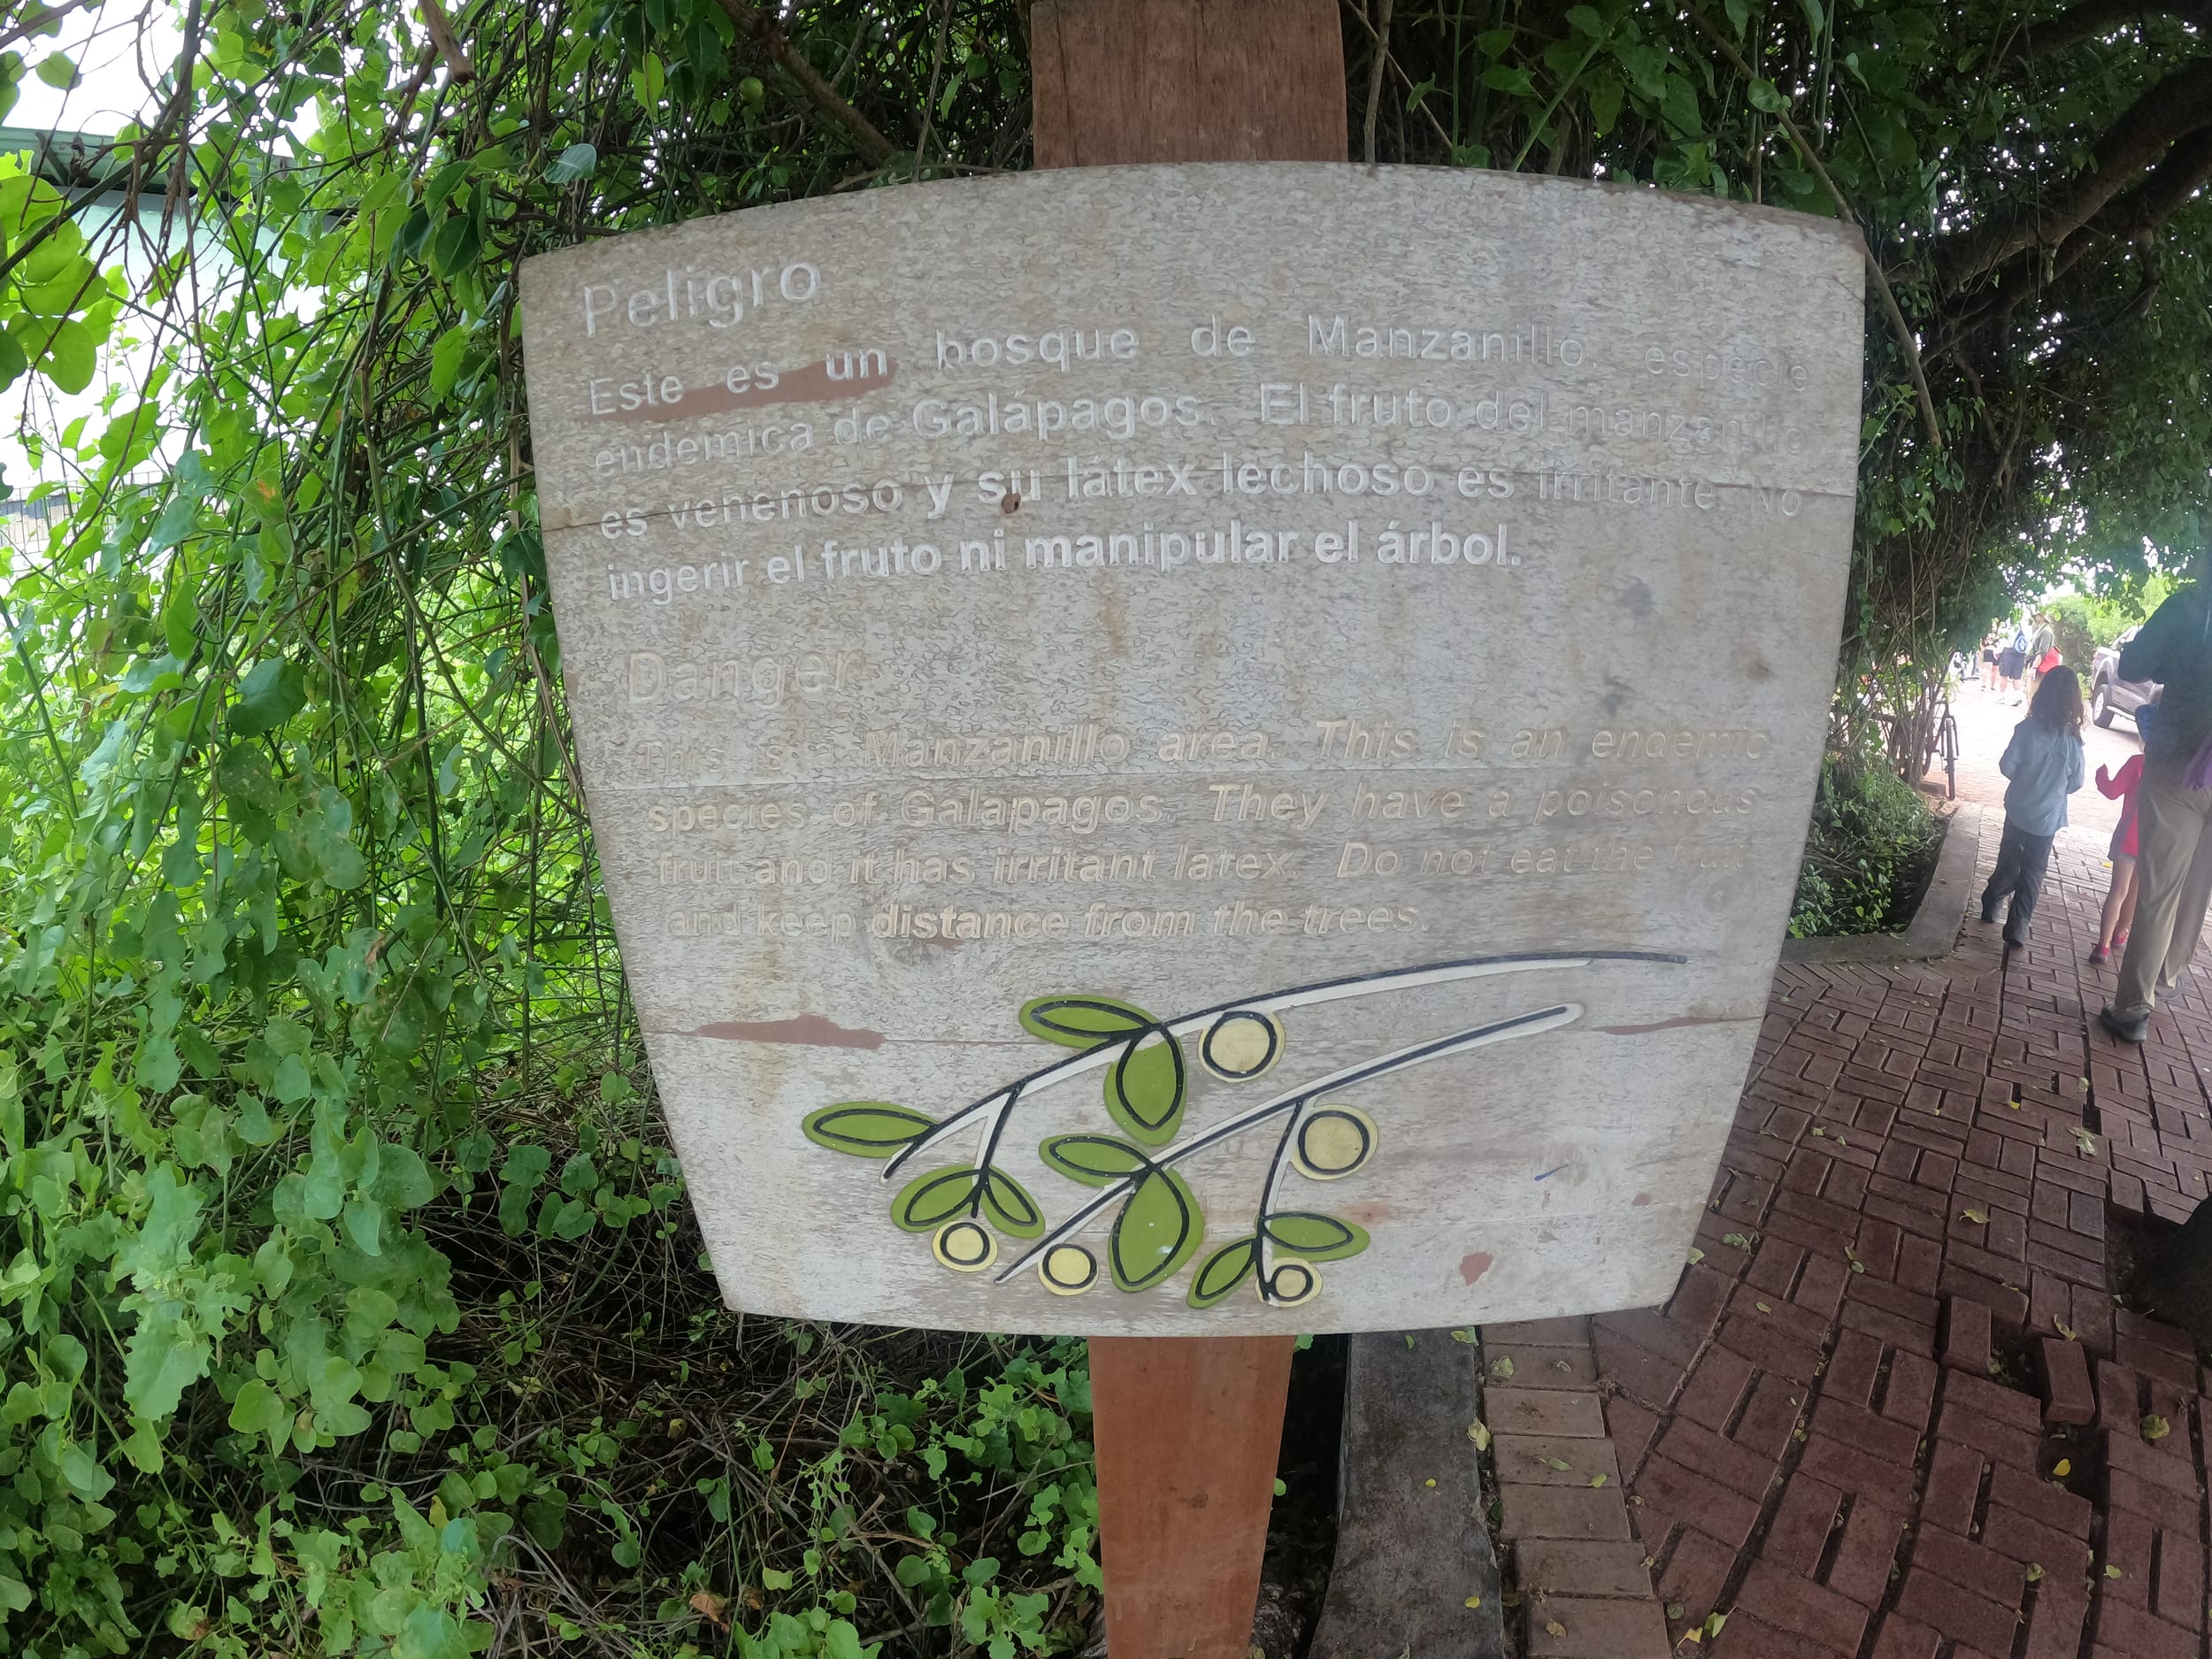 Peligro
Este es un bosque de Manzanillo, especie
endemica de Galápagos. El fruto del manzanillo
es venenoso y su látex lechoso es irritante. No
ingerir el fruto ni manipular el árbol.
Danger
This is a Manzanillo area. This is an endemic
species of Galapagos. They have a poisonous
fruit and it has irritant latex. Do not eat the fruit
and keep distance from the trees.